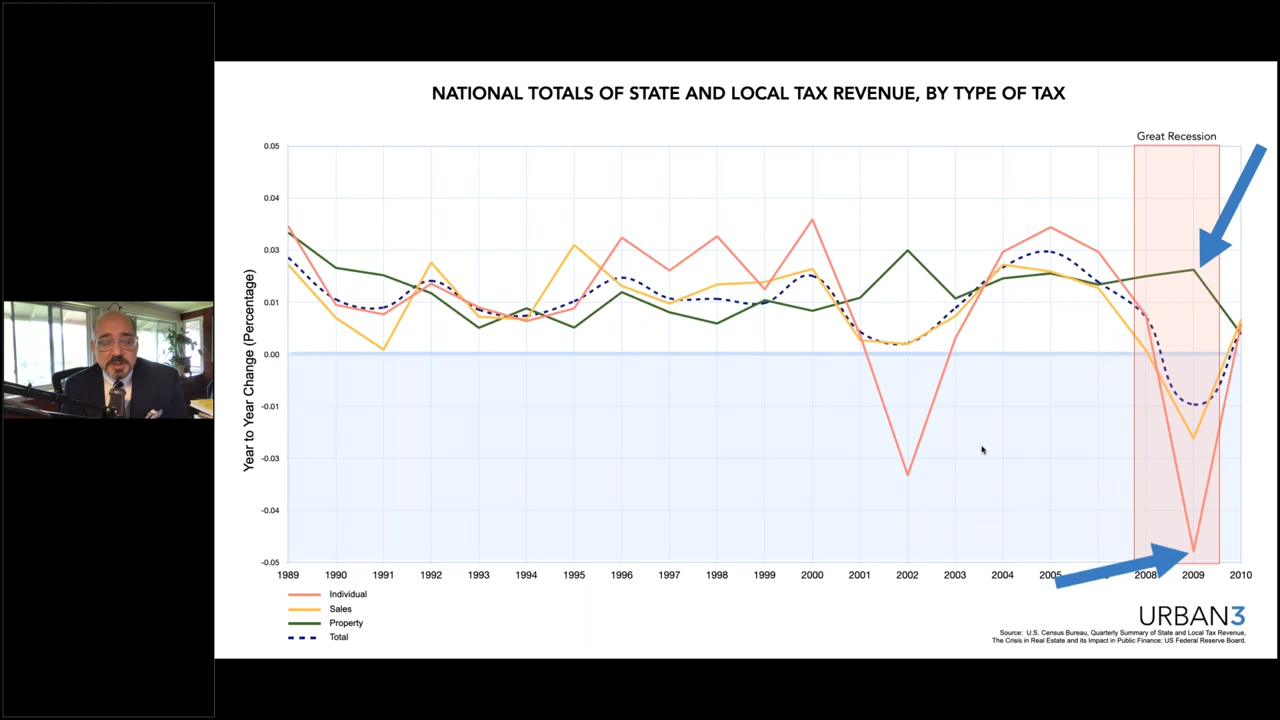 NATIONAL TOTALS OF STATE AND LOCAL TAX REVENUE, BY TYPE OF TAX
Great Recession
0.05
0.04
0.03
0.01
0.00
-0.01
-0.03
-0.04
-0.05
Year to Year Change (Percentage)
1989 1990 1991 1992 1993 1994 1995 1996 1997 1998 1999 2000 2001 2002 2003 2004 2005 2008 2009 2010
Individual
Sales
Property
Total
URBAN3
Source: U.S. Census Bureau, Quarterly Summary of State and Local Tax Revenue,
The Crisis in Real Estate and its Impact in Public Finance; US Federal Reserve Board.